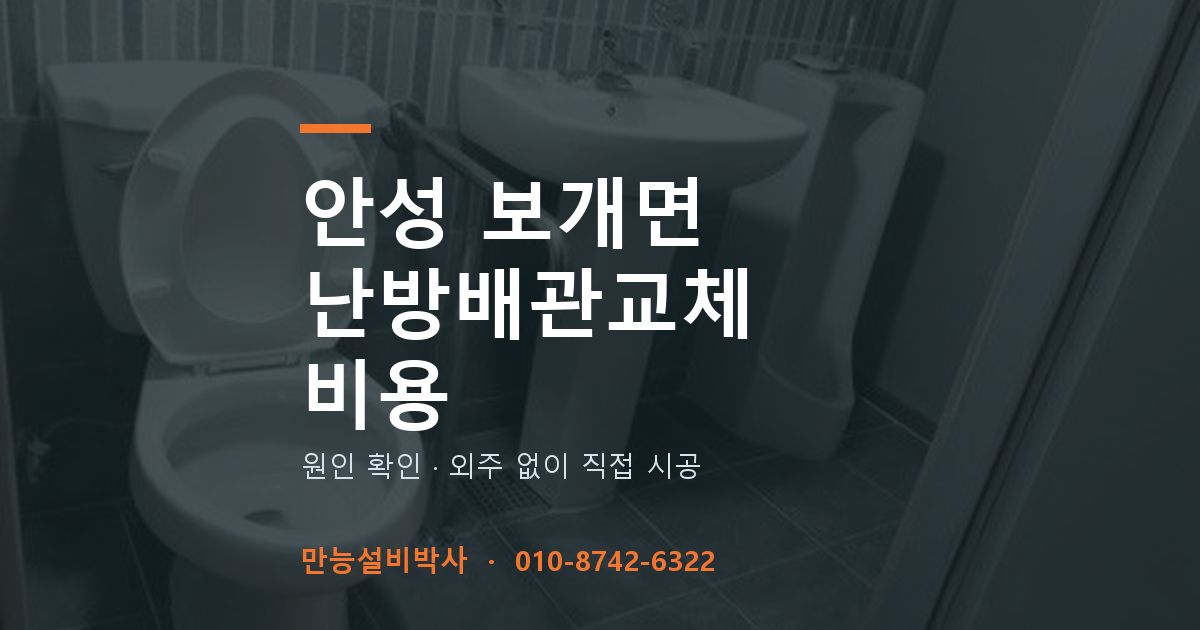 안성 보개면
난방배관교체
비용
원인 확인 · 외주 없이 직접 시공
만능설비박사 · 010-8742-6322